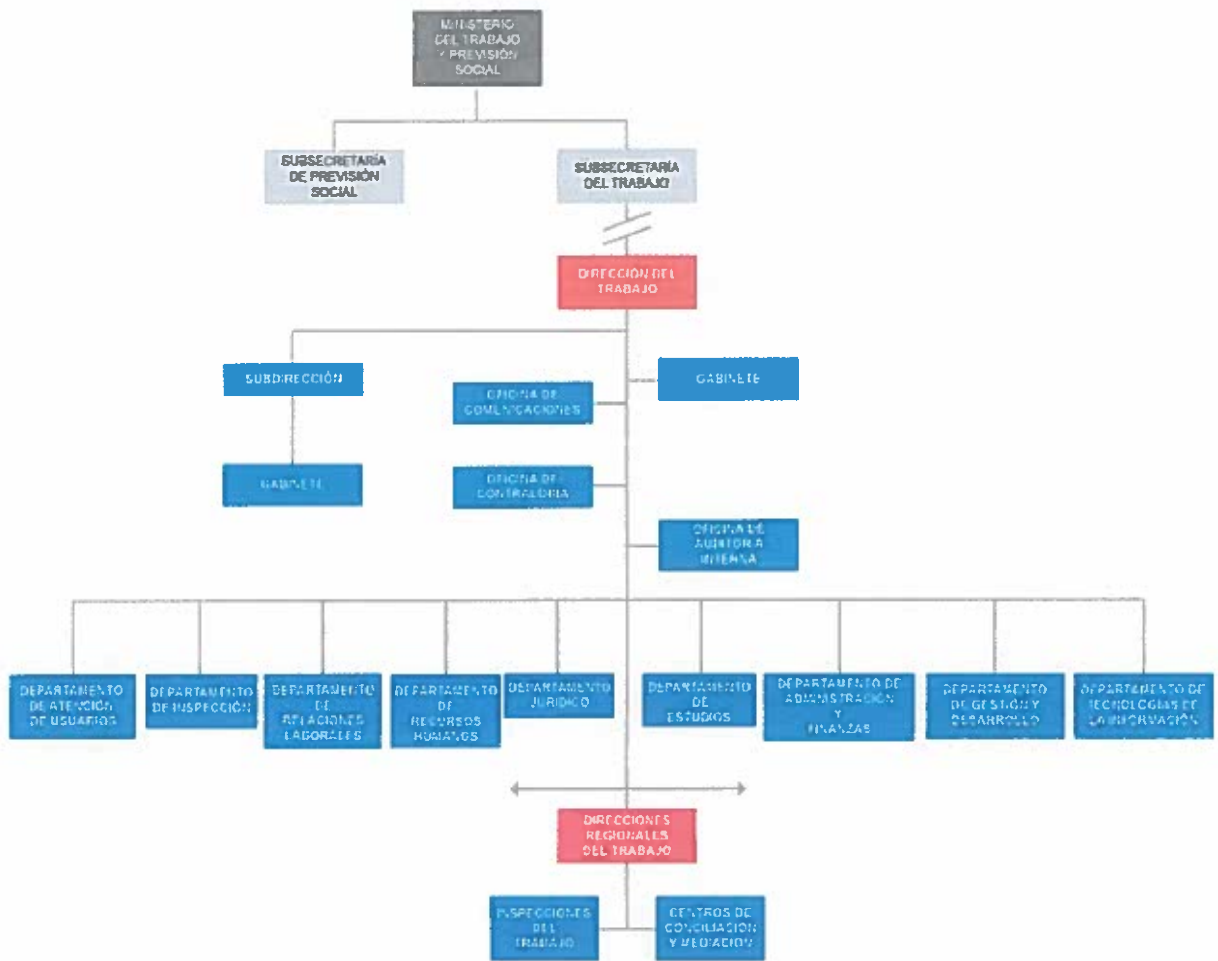 MINISTERIO
DEL TRABAJO
Y PREVISIÓN
SOCIAL
SUBSECRETARÍA
DE PREVISIÓN
SOCIAL
SUBSECRETARÍA
DEL TRABAJO
DIRECCIÓN DEL
TRABAJO
SUBDIRECCIÓN
GABINETE
OFICINA DE
COMUNICACIONES
GABINETE
OFICINA DE
CONTRALORIA
OFICINA DE
AUDITORIA
INTERNA
DEPARTAMENTO
DE ATENCIÓN
DE USUARIOS
DEPARTAMENTO
DE INSPECCIÓN
DEPARTAMENTO
DE
RELACIONES
LABORALES
DEPARTAMENTO
DE
RECURSOS
HUMANOS
DEPARTAMENTO
JURÍDICO
DEPARTAMENTO
DE
ESTUDIOS
DEPARTAMENTO DE
ADMINISTRACIÓN
Y
FINANZAS
DEPARTAMENTO
DE GESTIÓN Y
DESARROLLO
DEPARTAMENTO DE
TECNOLOGÍAS DE
LA INFORMACIÓN
DIRECCIONES
REGIONALES
DEL TRABAJO
INSPECCIONES
DEL
TRABAJO
CENTROS DE
CONCILIACIÓN
Y MEDIACIÓN